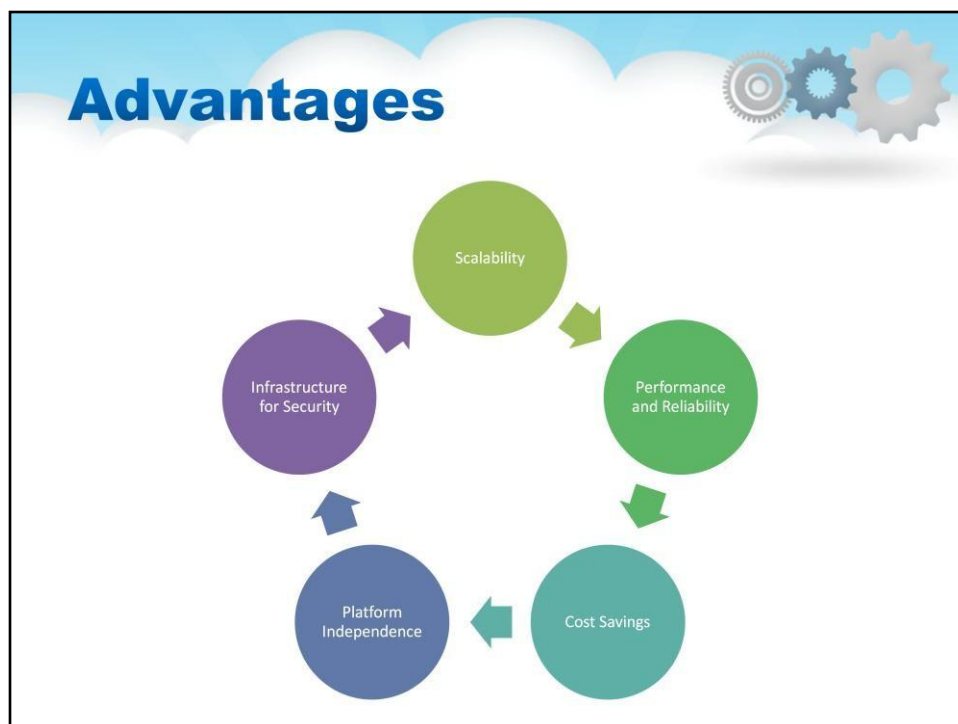 Advantages
Scalability
Performance
and Reliability
Cost Savings
Platform
Independence
Infrastructure
for Security